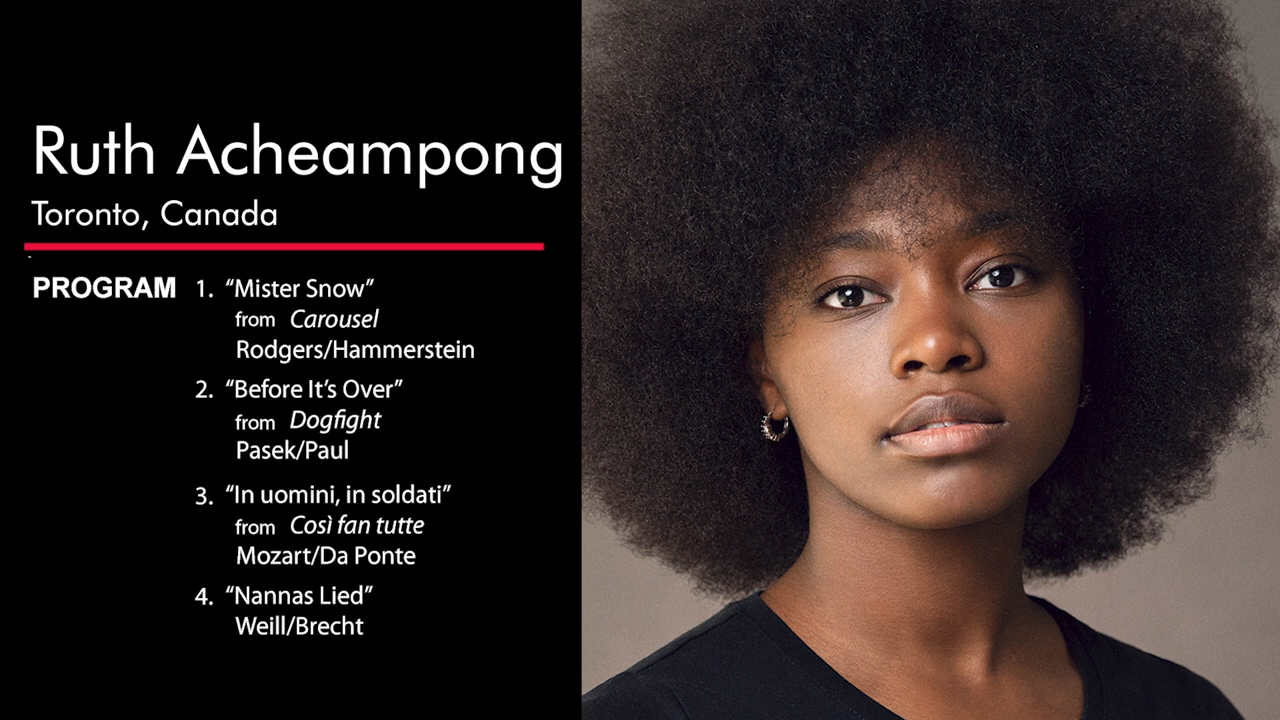 Ruth Acheampong
Toronto, Canada
PROGRAM 1. “Mister Snow”
from Carousel
Rodgers/Hammerstein
2. “Before It’s Over”
from Dogfight
Pasek/Paul
3. “In uomini, in soldati”
from Così fan tutte
Mozart/Da Ponte
4. “Nannas Lied”
Weill/Brecht